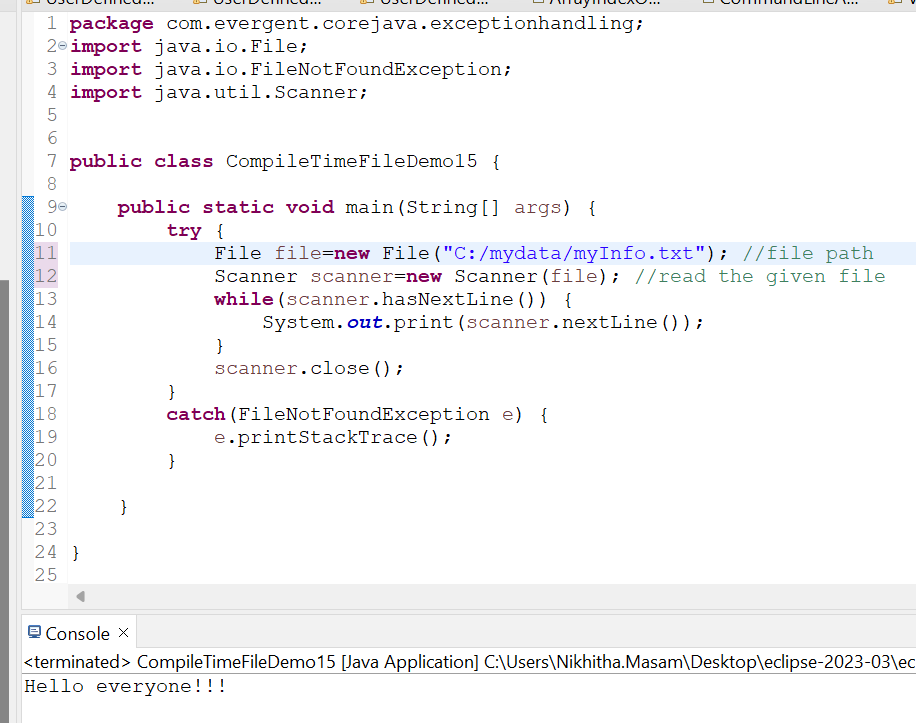 UserDefined... UserDefined... UserDefined... ArrayIndexO... CommandLineA...
1 package com.evergent.corejava.exceptionhandling;
2 import java.io.File;
3 import java.io.FileNotFoundException;
4 import java.util.Scanner;
5
6
7 public class CompileTimeFileDemo15 {
8
9 public static void main(String[] args) {
10 try {
11 File file=new File("C:/mydata/myInfo.txt"); //file path
12 Scanner scanner=new Scanner(file); //read the given file
13 while(scanner.hasNextLine()) {
14 System.out.print(scanner.nextLine());
15 }
16 scanner.close();
17 }
18 catch(FileNotFoundException e) {
19 e.printStackTrace();
20 }
21
22 }
23
24 }
25
Console ×
<terminated> CompileTimeFileDemo15 [Java Application] C:\Users\Nikhitha.Masam\Desktop\eclipse-2023-03\ec
Hello everyone!!!